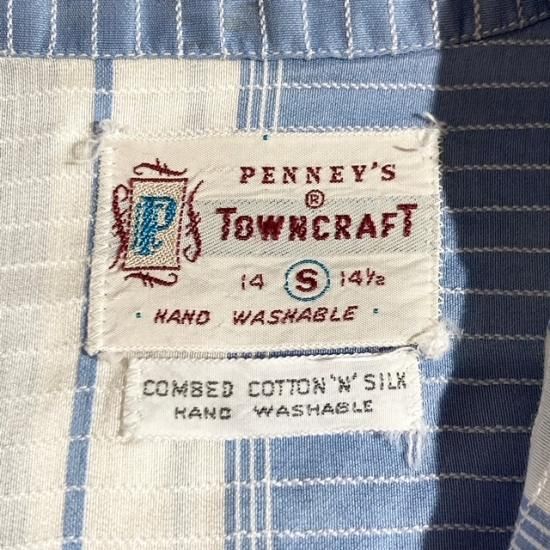 P
PENNEY'S
®
TOWNCRAFT
14 S 14½
· HAND WASHABLE ·
COMBED COTTON 'N' SILK
HAND WASHABLE